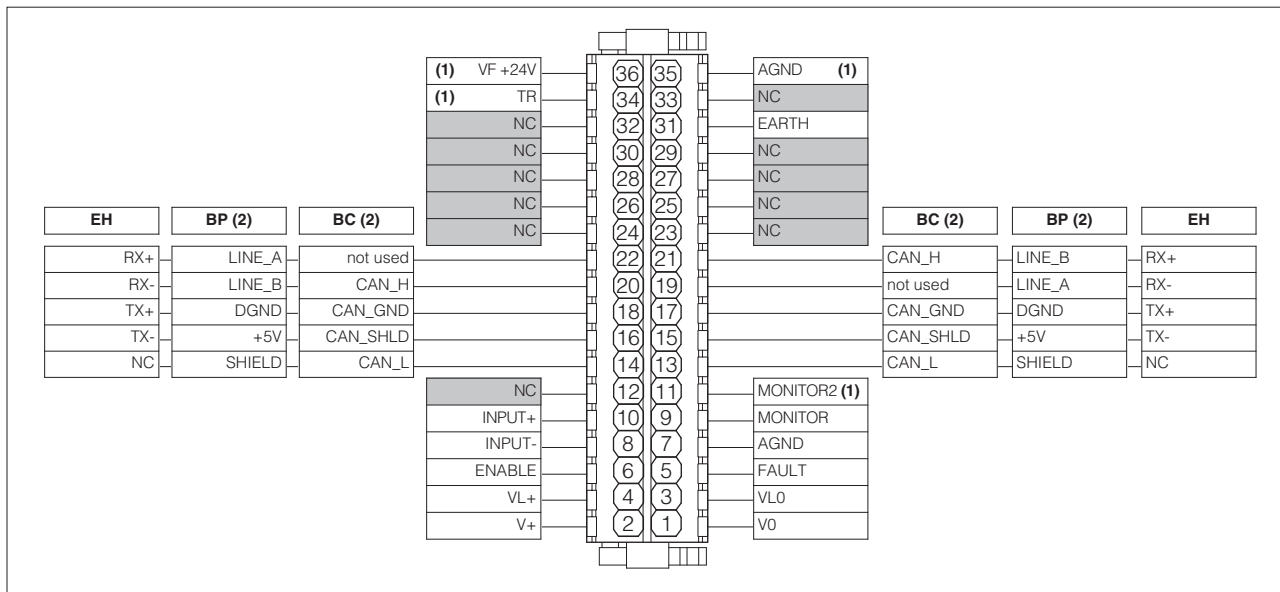 (1) VF +24V 36 35 AGND (1)
(1) TR 34 33 NC
NC 32 31 EARTH
NC 30 29 NC
NC 28 27 NC
NC 26 25 NC
NC 24 23 NC
EH BP (2) BC (2) BC (2) BP (2) EH
RX+ LINE_A not used 22 21 CAN_H LINE_B RX+
RX- LINE_B CAN_H 20 19 not used LINE_A RX-
TX+ DGND CAN_GND 18 17 CAN_GND DGND TX+
TX- +5V CAN_SHLD 16 15 CAN_SHLD +5V TX-
NC SHIELD CAN_L 14 13 CAN_L SHIELD NC
NC 12 11 MONITOR2 (1)
INPUT+ 10 9 MONITOR
INPUT- 8 7 AGND
ENABLE 6 5 FAULT
VL+ 4 3 VL0
V+ 2 1 V0